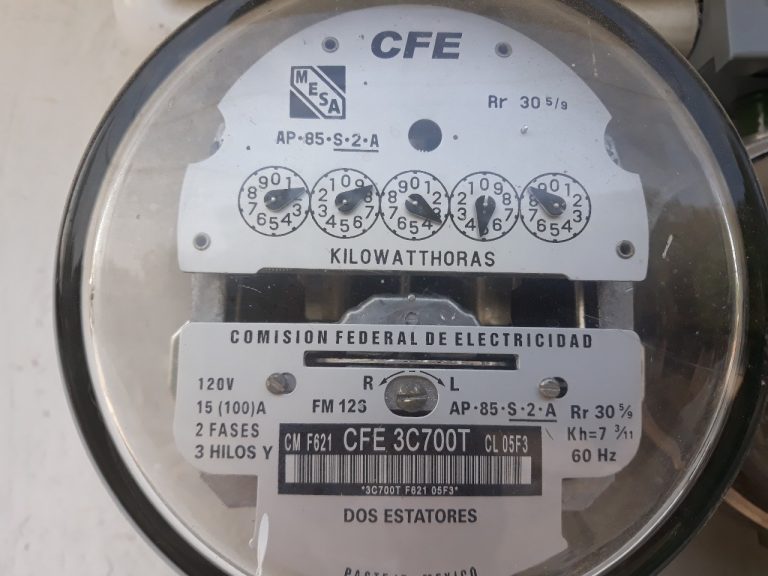 CFE
MESA
Rr 30 5/9
AP·85·S·2·A
KILOWATTHORAS
COMISION FEDERAL DE ELECTRICIDAD
R L
120V
15 (100)A FM 123 AP·85·S·2·A Rr 30 5/9
2 FASES CM F621 CFE 3C700T CL 05F3 Kh=7 3/11
3 HILOS Y 60 Hz
*3C700T F621 05F3*
DOS ESTATORES
MEXICO